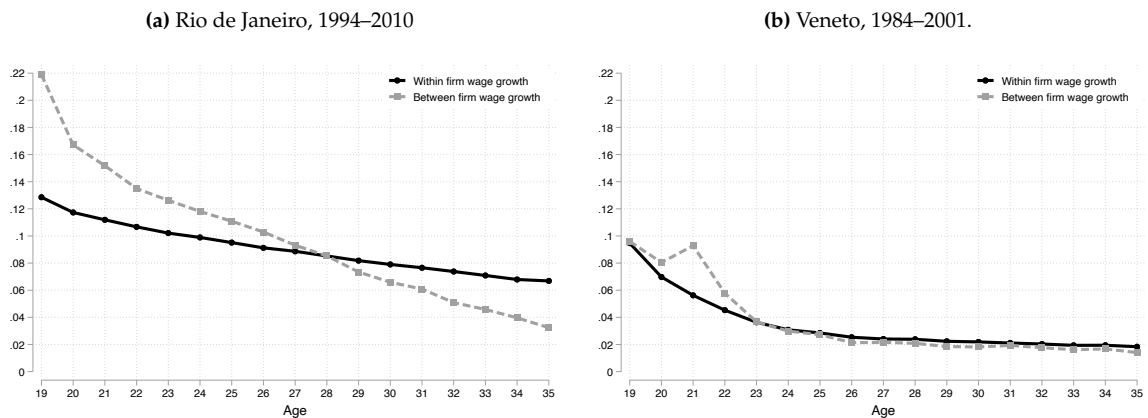 (a) Rio de Janeiro, 1994–2010
.22
.2
.18
.16
.14
.12
.1
.08
.06
.04
.02
0
Within firm wage growth
Between firm wage growth
19 20 21 22 23 24 25 26 27 28 29 30 31 32 33 34 35
Age
(b) Veneto, 1984–2001.
.22
.2
.18
.16
.14
.12
.1
.08
.06
.04
.02
0
Within firm wage growth
Between firm wage growth
19 20 21 22 23 24 25 26 27 28 29 30 31 32 33 34 35
Age